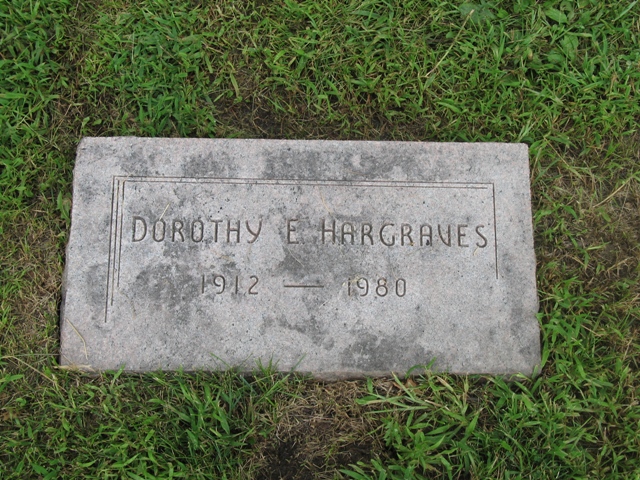 DOROTHY E HARGRAVES
1912 — 1980